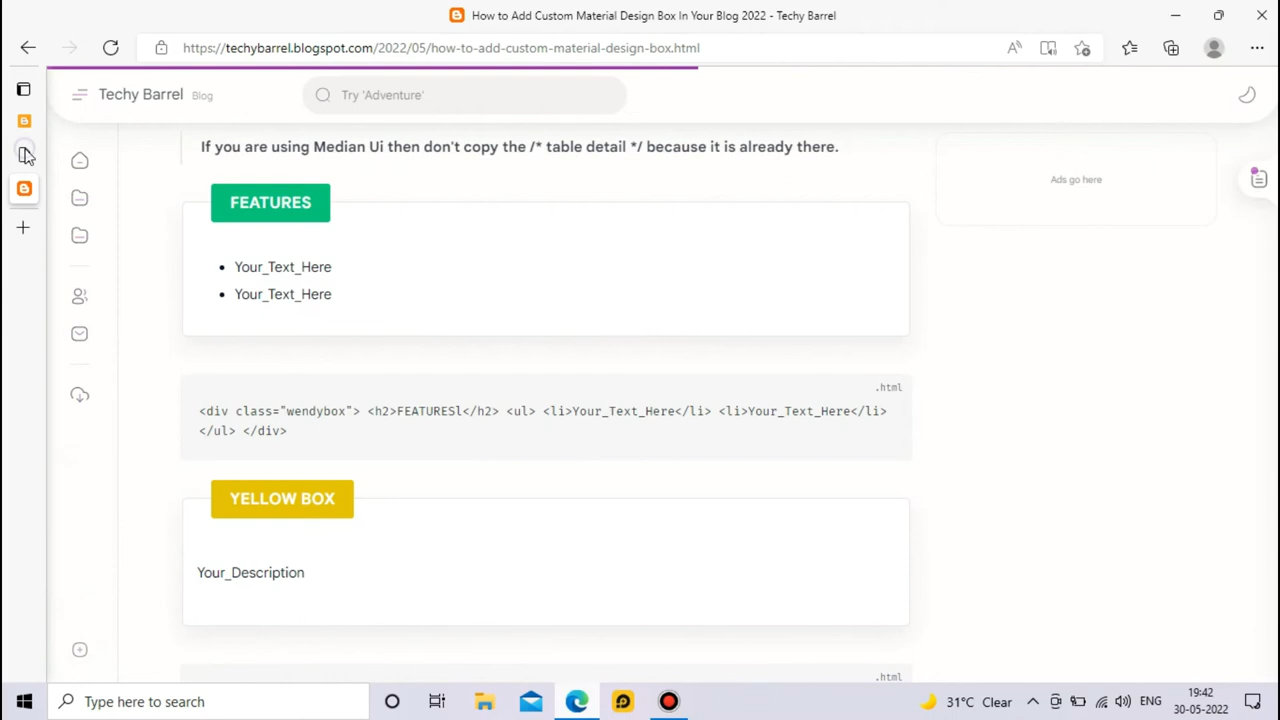 How to Add Custom Material Design Box In Your Blog 2022 - Techy Barrel
https://techybarrel.blogspot.com/2022/05/how-to-add-custom-material-design-box.html
Techy Barrel Blog
Try 'Adventure'
If you are using Median Ui then don't copy the /* table detail */ because it is already there.
Ads go here
FEATURES
• Your_Text_Here
• Your_Text_Here
.html
<div class="wendybox"> <h2>FEATURESl</h2> <ul> <li>Your_Text_Here</li> <li>Your_Text_Here</li>
</ul> </div>
YELLOW BOX
Your_Description
.html
Type here to search
31°C Clear
ENG
19:42
30-05-2022